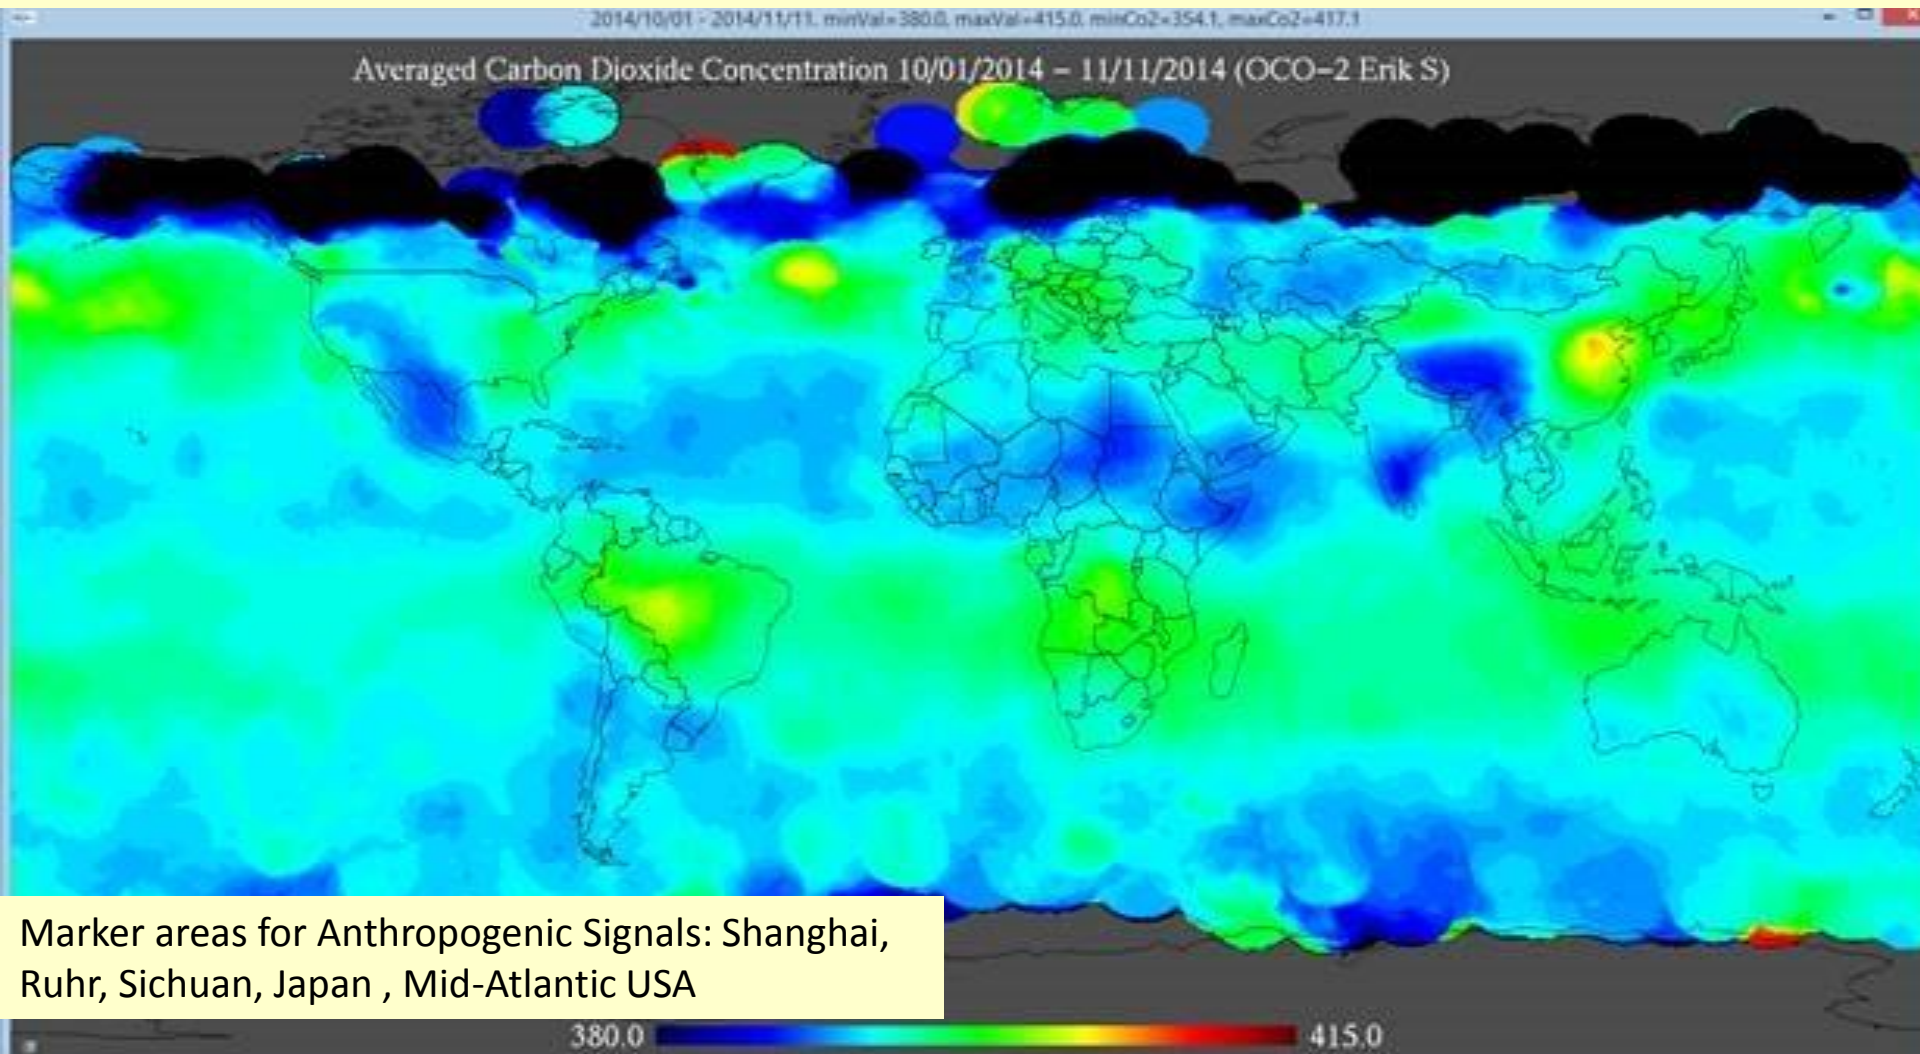 2014/10/01 - 2014/11/11. minVal=380.0, maxVal=415.0, minCo2=354.1, maxCo2=417.1
Averaged Carbon Dioxide Concentration 10/01/2014 – 11/11/2014 (OCO–2 Erik S)
Marker areas for Anthropogenic Signals: Shanghai,
Ruhr, Sichuan, Japan , Mid-Atlantic USA
380.0 415.0